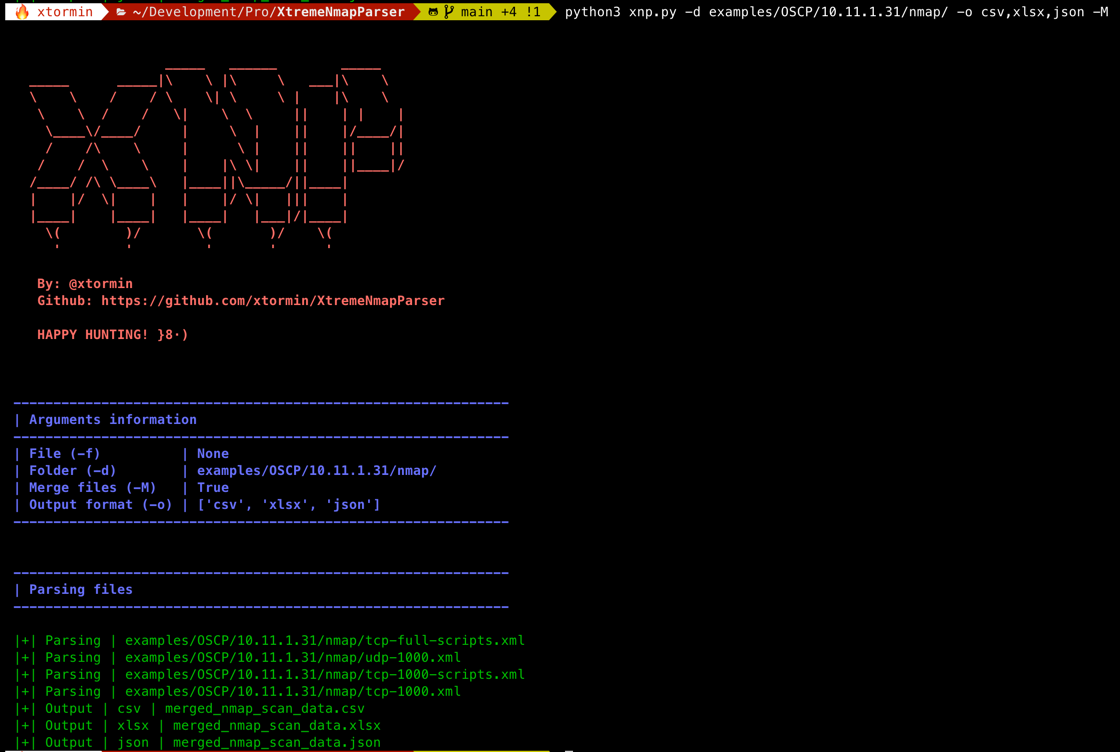 xtormin ~/Development/Pro/XtremeNmapParser main +4 !1 python3 xnp.py -d examples/OSCP/10.11.1.31/nmap/ -o csv,xlsx,json -M
By: @xtormin
Github: https://github.com/xtormin/XtremeNmapParser
HAPPY HUNTING! }8·)
| Arguments information
| File (-f) | None
| Folder (-d) | examples/OSCP/10.11.1.31/nmap/
| Merge files (-M) | True
| Output format (-o) | ['csv', 'xlsx', 'json']
| Parsing files
|+| Parsing | examples/OSCP/10.11.1.31/nmap/tcp-full-scripts.xml
|+| Parsing | examples/OSCP/10.11.1.31/nmap/udp-1000.xml
|+| Parsing | examples/OSCP/10.11.1.31/nmap/tcp-1000-scripts.xml
|+| Parsing | examples/OSCP/10.11.1.31/nmap/tcp-1000.xml
|+| Output | csv | merged_nmap_scan_data.csv
|+| Output | xlsx | merged_nmap_scan_data.xlsx
|+| Output | json | merged_nmap_scan_data.json